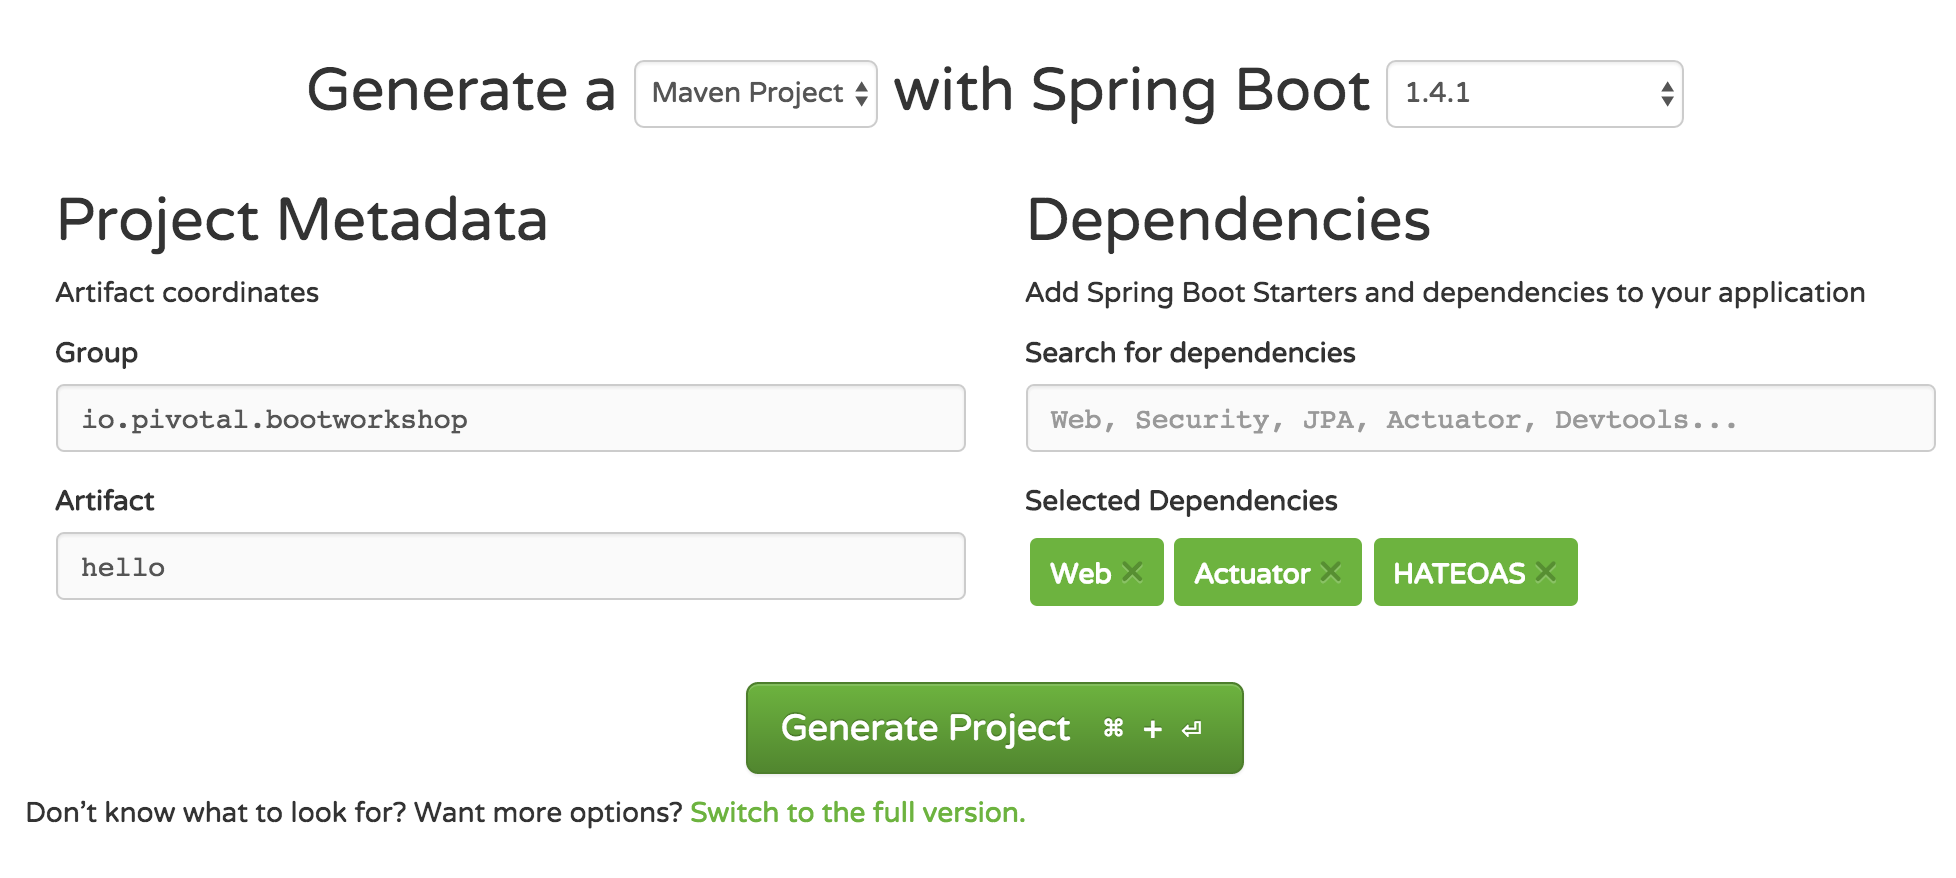 Generate a Maven Project with Spring Boot 1.4.1
Project Metadata
Artifact coordinates
Group
io.pivotal.bootworkshop
Artifact
hello
Dependencies
Add Spring Boot Starters and dependencies to your application
Search for dependencies
Web, Security, JPA, Actuator, Devtools...
Selected Dependencies
Web × Actuator × HATEOAS ×
Generate Project ⌘ + ⏎
Don't know what to look for? Want more options? Switch to the full version.